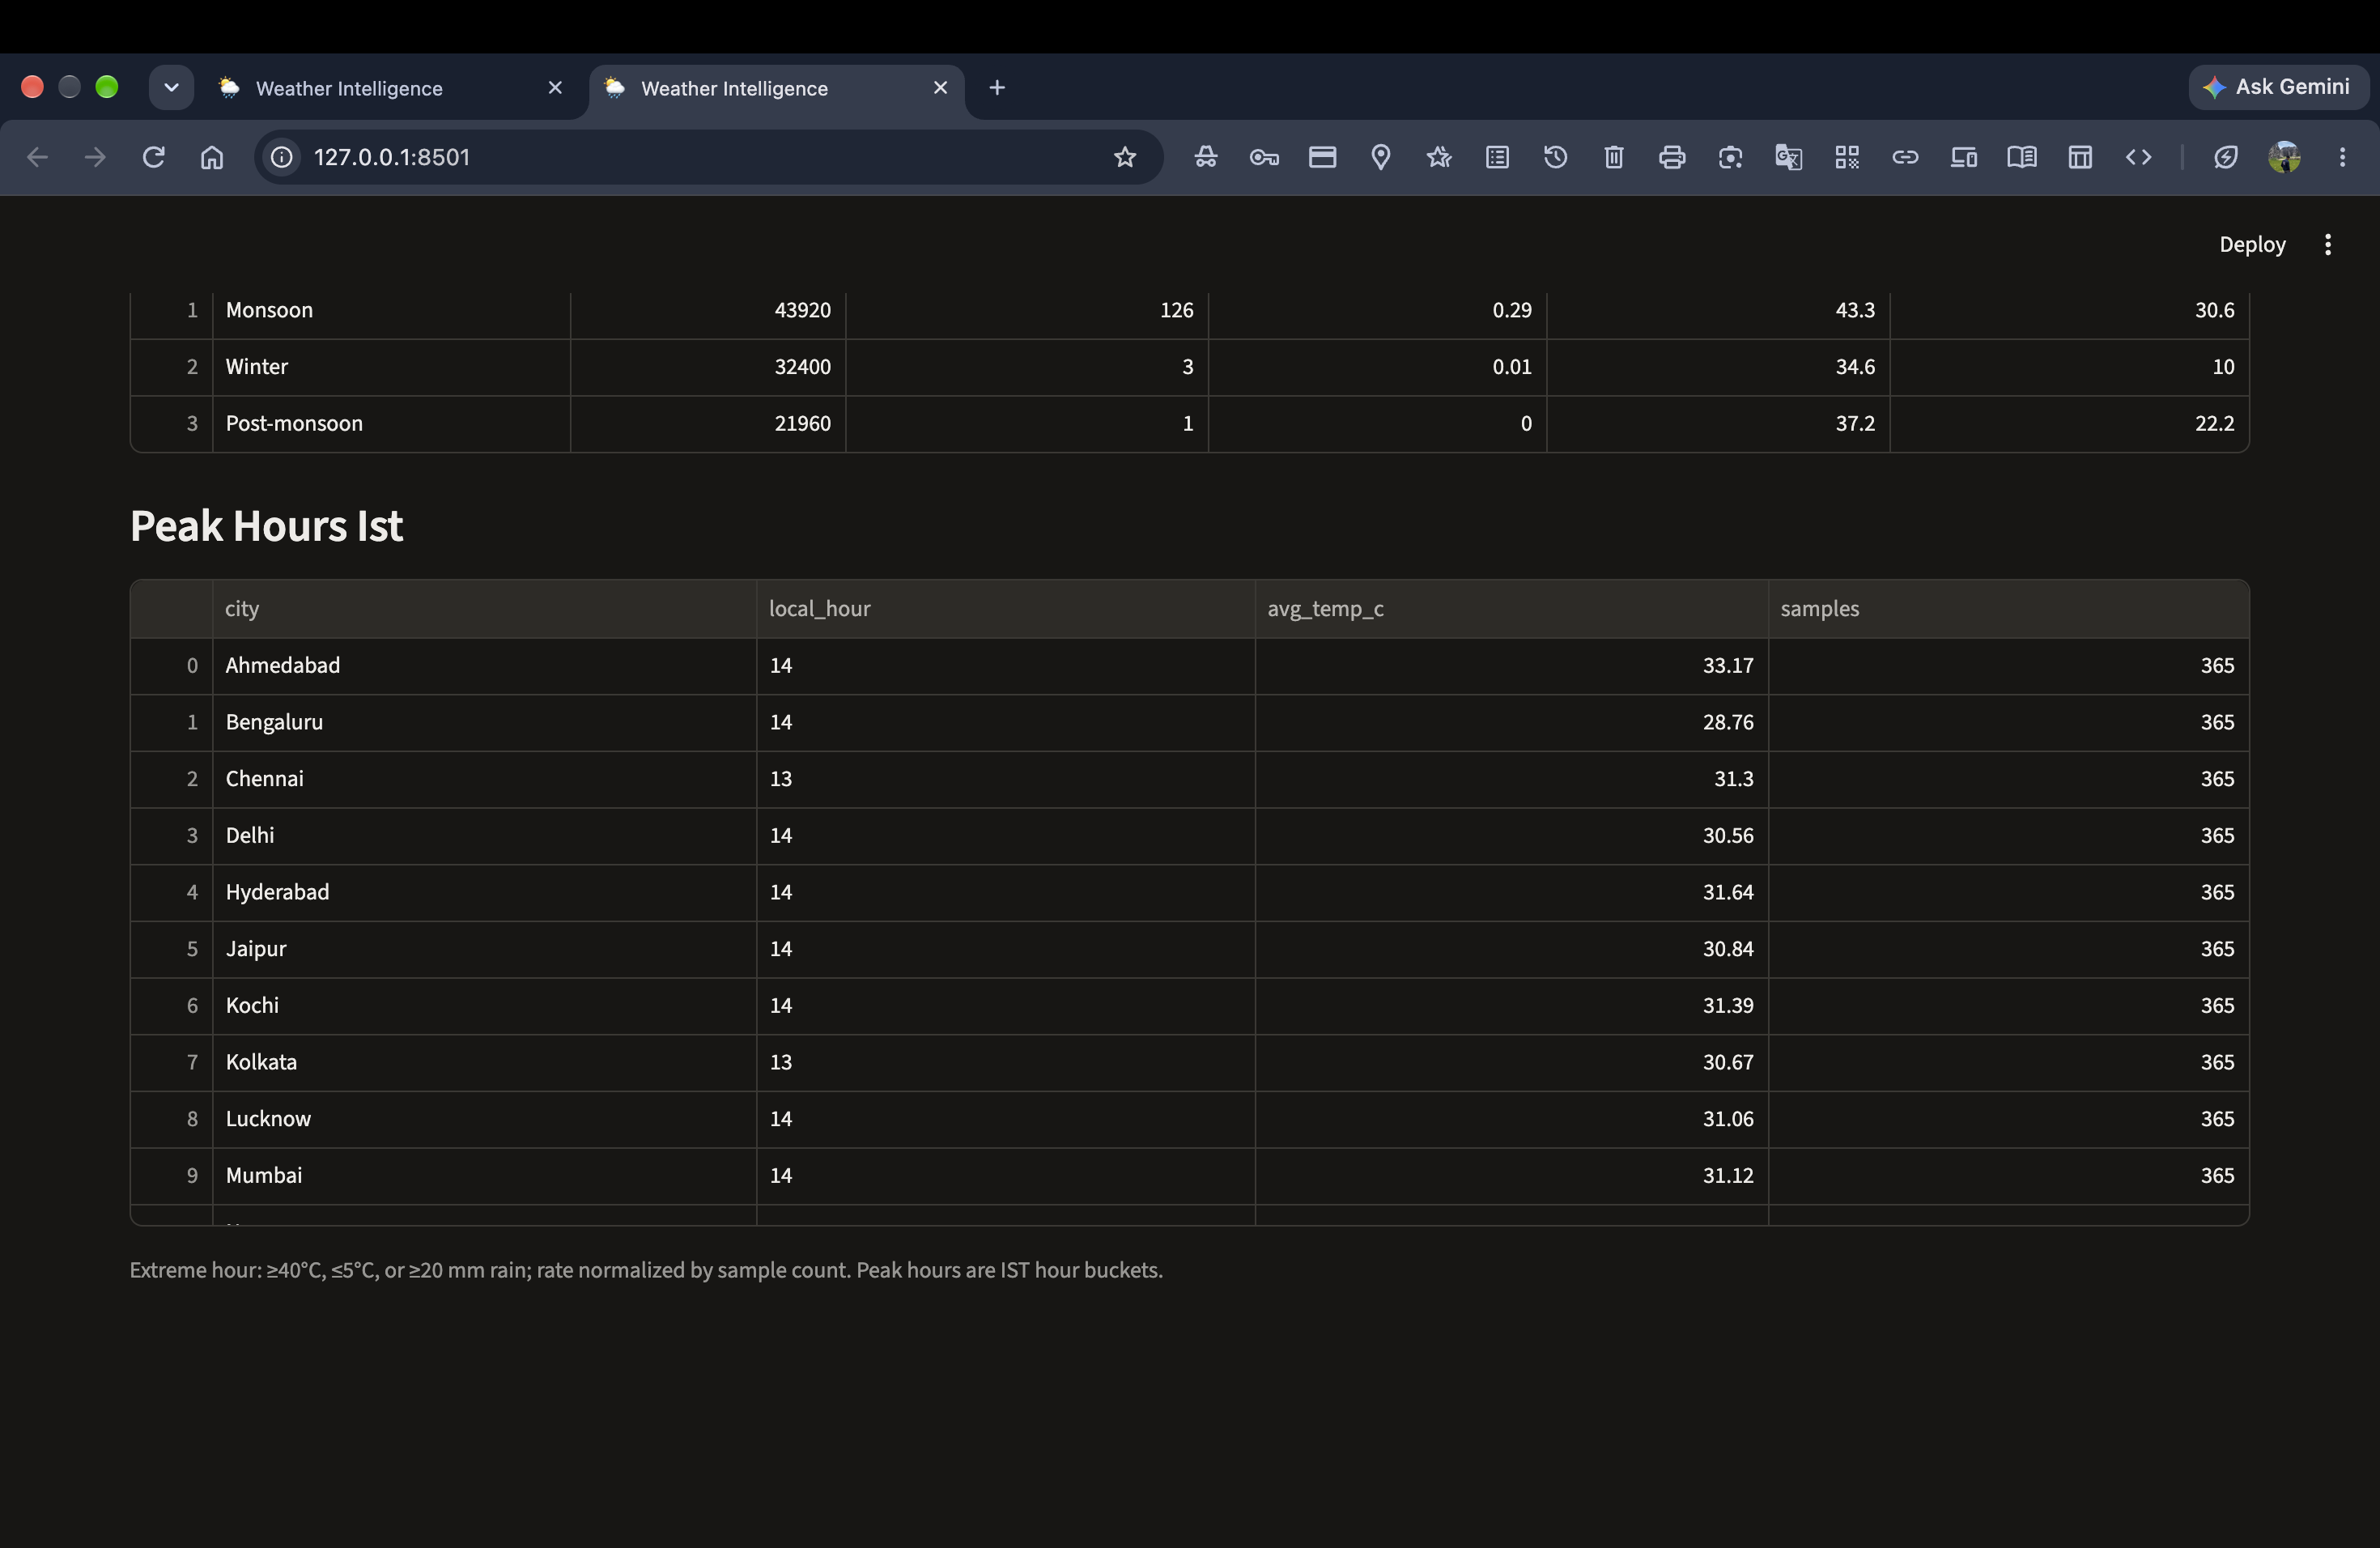 Weather Intelligence
Weather Intelligence
Ask Gemini
127.0.0.1:8501
Deploy
1 Monsoon 43920 126 0.29 43.3 30.6
2 Winter 32400 3 0.01 34.6 10
3 Post-monsoon 21960 1 0 37.2 22.2
Peak Hours Ist
city local_hour avg_temp_c samples
0 Ahmedabad 14 33.17 365
1 Bengaluru 14 28.76 365
2 Chennai 13 31.3 365
3 Delhi 14 30.56 365
4 Hyderabad 14 31.64 365
5 Jaipur 14 30.84 365
6 Kochi 14 31.39 365
7 Kolkata 13 30.67 365
8 Lucknow 14 31.06 365
9 Mumbai 14 31.12 365
Extreme hour: ≥40°C, ≤5°C, or ≥20 mm rain; rate normalized by sample count. Peak hours are IST hour buckets.